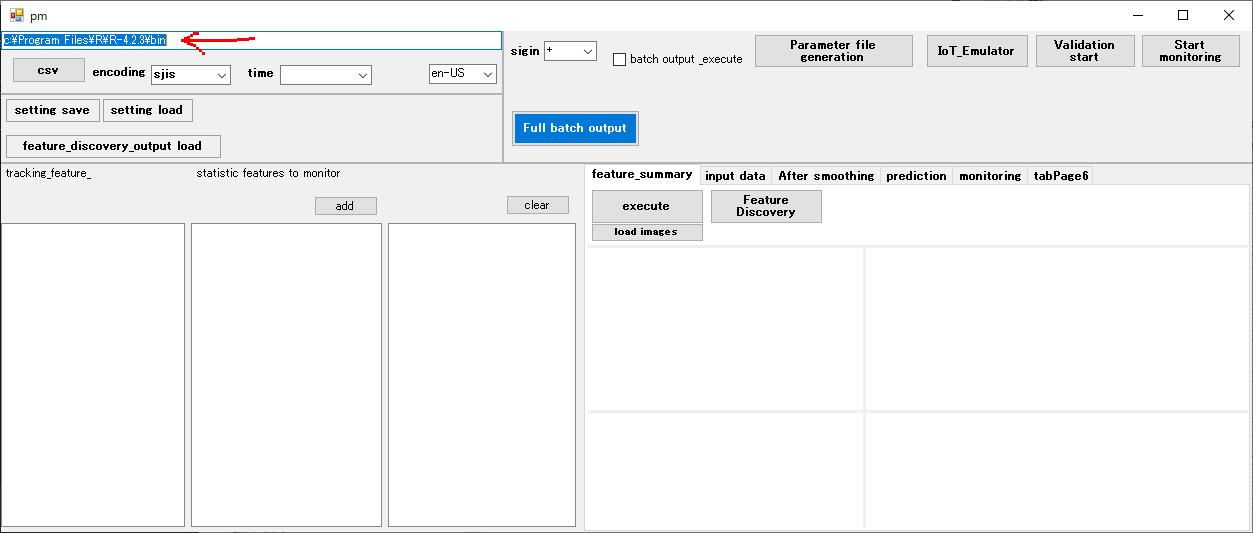 pm
c:¥Program Files¥R¥R-4.2.3¥bin
csv encoding sjis time en-US
sigin + batch output _execute Parameter file generation IoT_Emulator Validation start Start monitoring
setting save setting load
Full batch output
feature_discovery_output load
tracking_feature_ statistic features to monitor
add clear
feature_summary input data After smoothing prediction monitoring tabPage6
execute Feature Discovery
load images